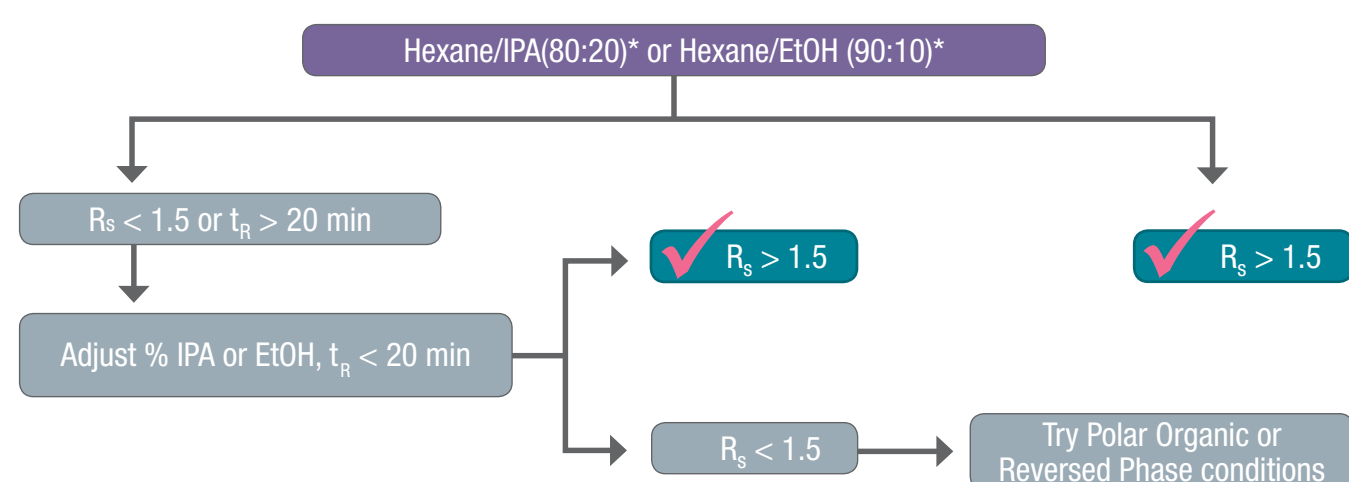 Hexane/IPA(80:20)* or Hexane/EtOH (90:10)*
Rs < 1.5 or tR > 20 min
Rs > 1.5
Rs > 1.5
Adjust % IPA or EtOH, tR < 20 min
Rs < 1.5
Try Polar Organic or
Reversed Phase conditions